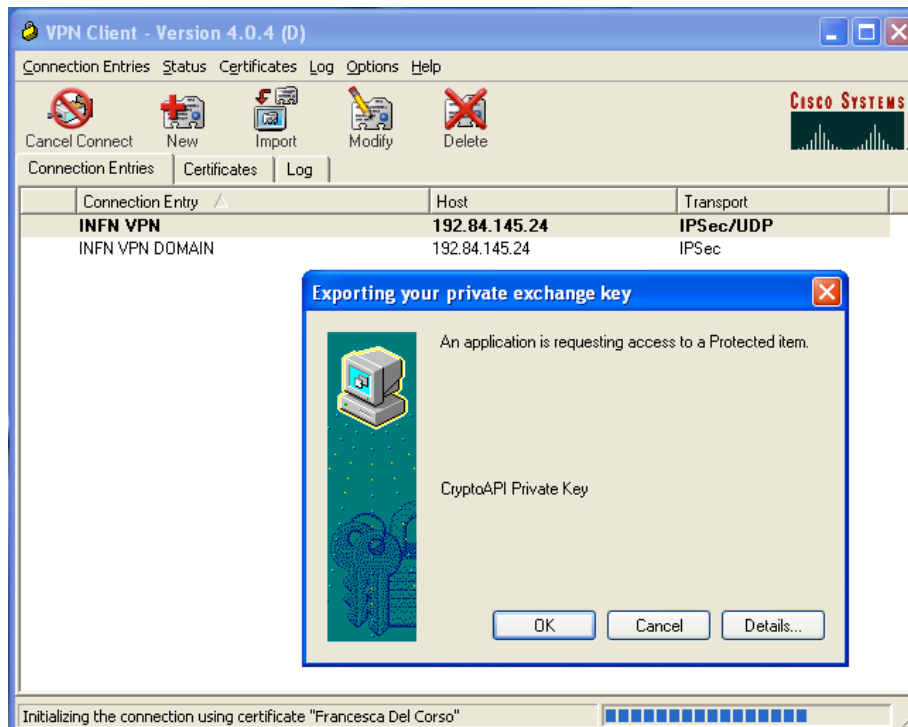 VPN Client - Version 4.0.4 (D)
Connection Entries Status Certificates Log Options Help
Cancel Connect New Import Modify Delete
CISCO SYSTEMS
Connection Entries Certificates Log
Connection Entry Host Transport
INFN VPN 192.84.145.24 IPSec/UDP
INFN VPN DOMAIN 192.84.145.24 IPSec
Exporting your private exchange key
An application is requesting access to a Protected item.
CryptoAPI Private Key
OK Cancel Details...
Initializing the connection using certificate "Francesca Del Corso"